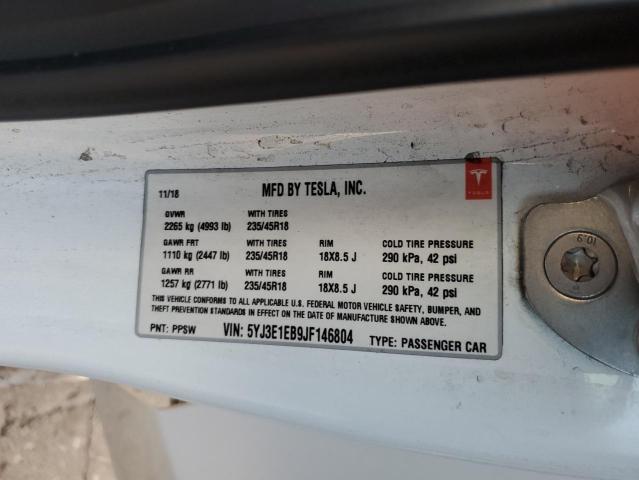 11/18 MFD BY TESLA, INC. TESLA
GVWR WITH TIRES
2265 kg (4993 lb) 235/45R18
GAWR FRT WITH TIRES RIM COLD TIRE PRESSURE
1110 kg (2447 lb) 235/45R18 18X8.5 J 290 kPa, 42 psi
GAWR RR WITH TIRES RIM COLD TIRE PRESSURE
1257 kg (2771 lb) 235/45R18 18X8.5 J 290 kPa, 42 psi
THIS VEHICLE CONFORMS TO ALL APPLICABLE U.S. FEDERAL MOTOR VEHICLE SAFETY, BUMPER, AND
THEFT PREVENTION STANDARDS IN EFFECT ON THE DATE OF MANUFACTURE SHOWN ABOVE.
PNT: PPSW VIN: 5YJ3E1EB9JF146804 TYPE: PASSENGER CAR
10.9